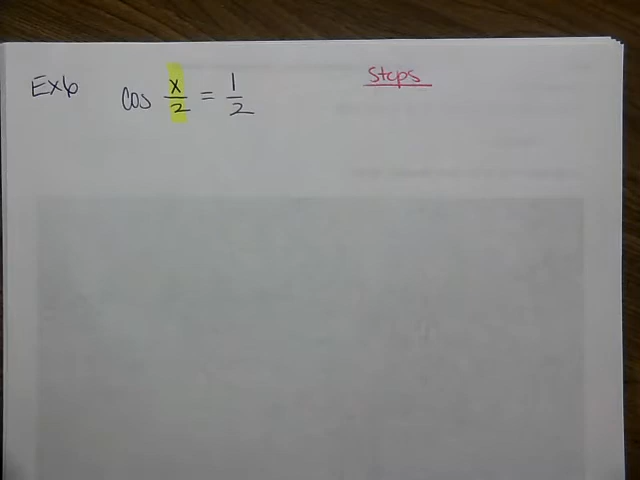 Ex6 cos x/2 = 1/2
Steps